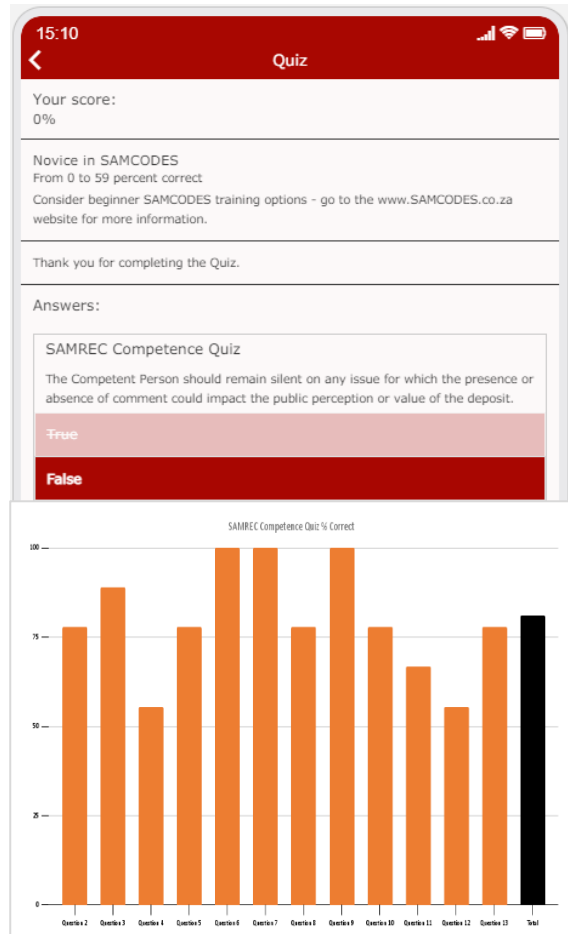 15:10
Quiz
Your score:
0%
Novice in SAMCODES
From 0 to 59 percent correct
Consider beginner SAMCODES training options - go to the www.SAMCODES.co.za
website for more information.
Thank you for completing the Quiz.
Answers:
SAMREC Competence Quiz
The Competent Person should remain silent on any issue for which the presence or
absence of comment could impact the public perception or value of the deposit.
True
False
SAMREC Competence Quiz % Correct
100
75
50
25
0
Question 2 Question 3 Question 4 Question 5 Question 6 Question 7 Question 8 Question 9 Question 10 Question 11 Question 12 Question 13 Total